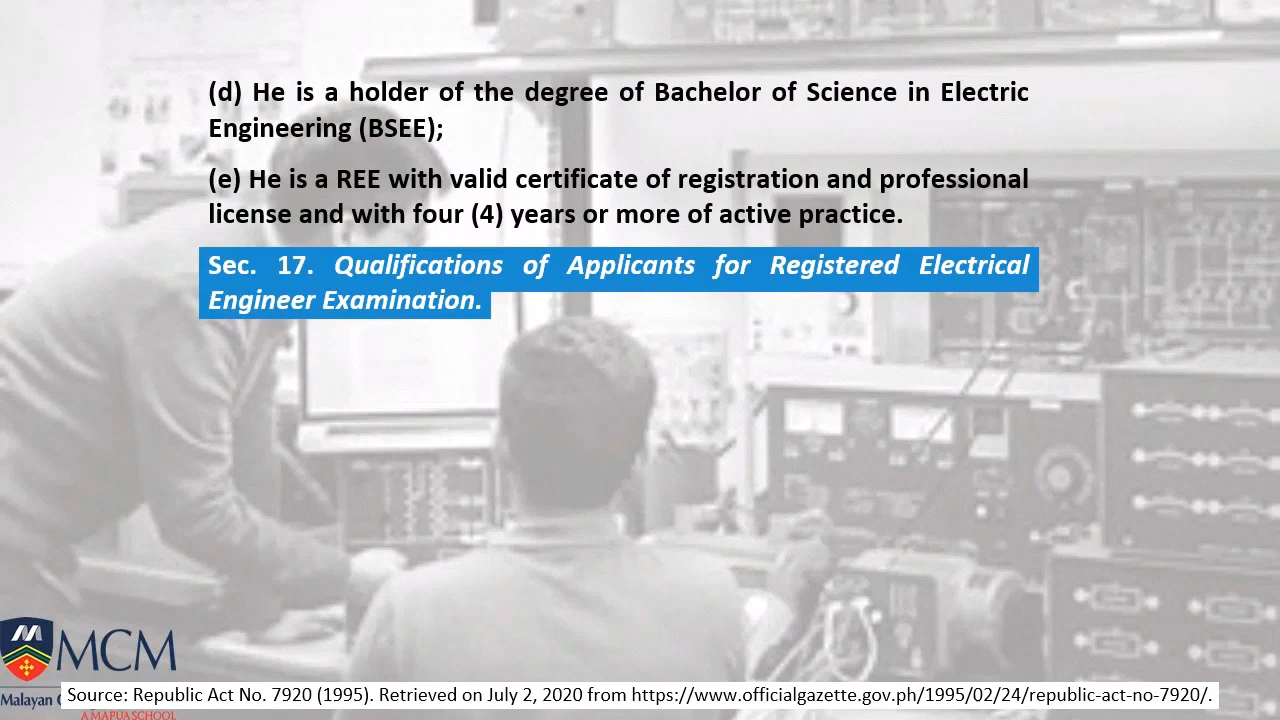 (d) He is a holder of the degree of Bachelor of Science in Electric
Engineering (BSEE);
(e) He is a REE with valid certificate of registration and professional
license and with four (4) years or more of active practice.
Sec. 17. Qualifications of Applicants for Registered Electrical
Engineer Examination.
MCM
Malayan
Source: Republic Act No. 7920 (1995). Retrieved on July 2, 2020 from https://www.officialgazette.gov.ph/1995/02/24/republic-act-no-7920/.
A MAPUA SCHOOL